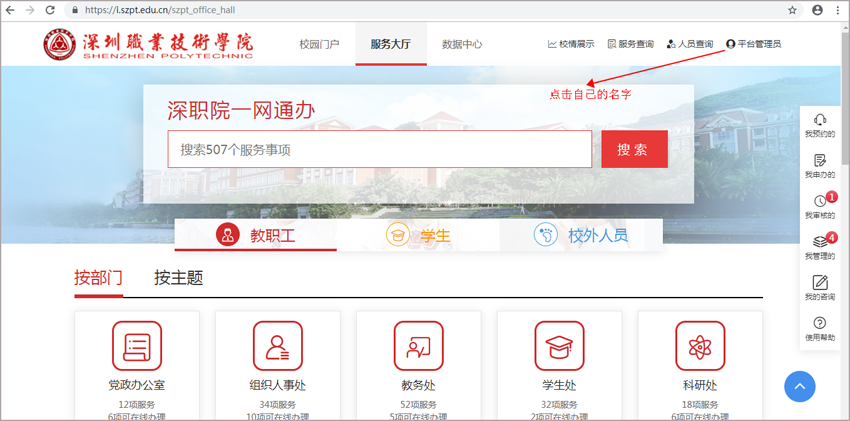 https://i.szpt.edu.cn/szpt_office_hall
深圳職業技術學院
SHENZHEN POLYTECHNIC
校园门户
服务大厅
数据中心
校情展示
服务查询
人员查询
平台管理员
点击自己的名字
深职院一网通办
搜索507个服务事项
搜 索
教职工
学生
校外人员
我预约的
我申办的
1
我审核的
4
我管理的
我的咨询
使用帮助
按部门
按主题
党政办公室
组织人事处
教务处
学生处
科研处
12项服务
34项服务
52项服务
32项服务
18项服务
6项可在线办理
10项可在线办理
5项可在线办理
2项可在线办理
6项可在线办理